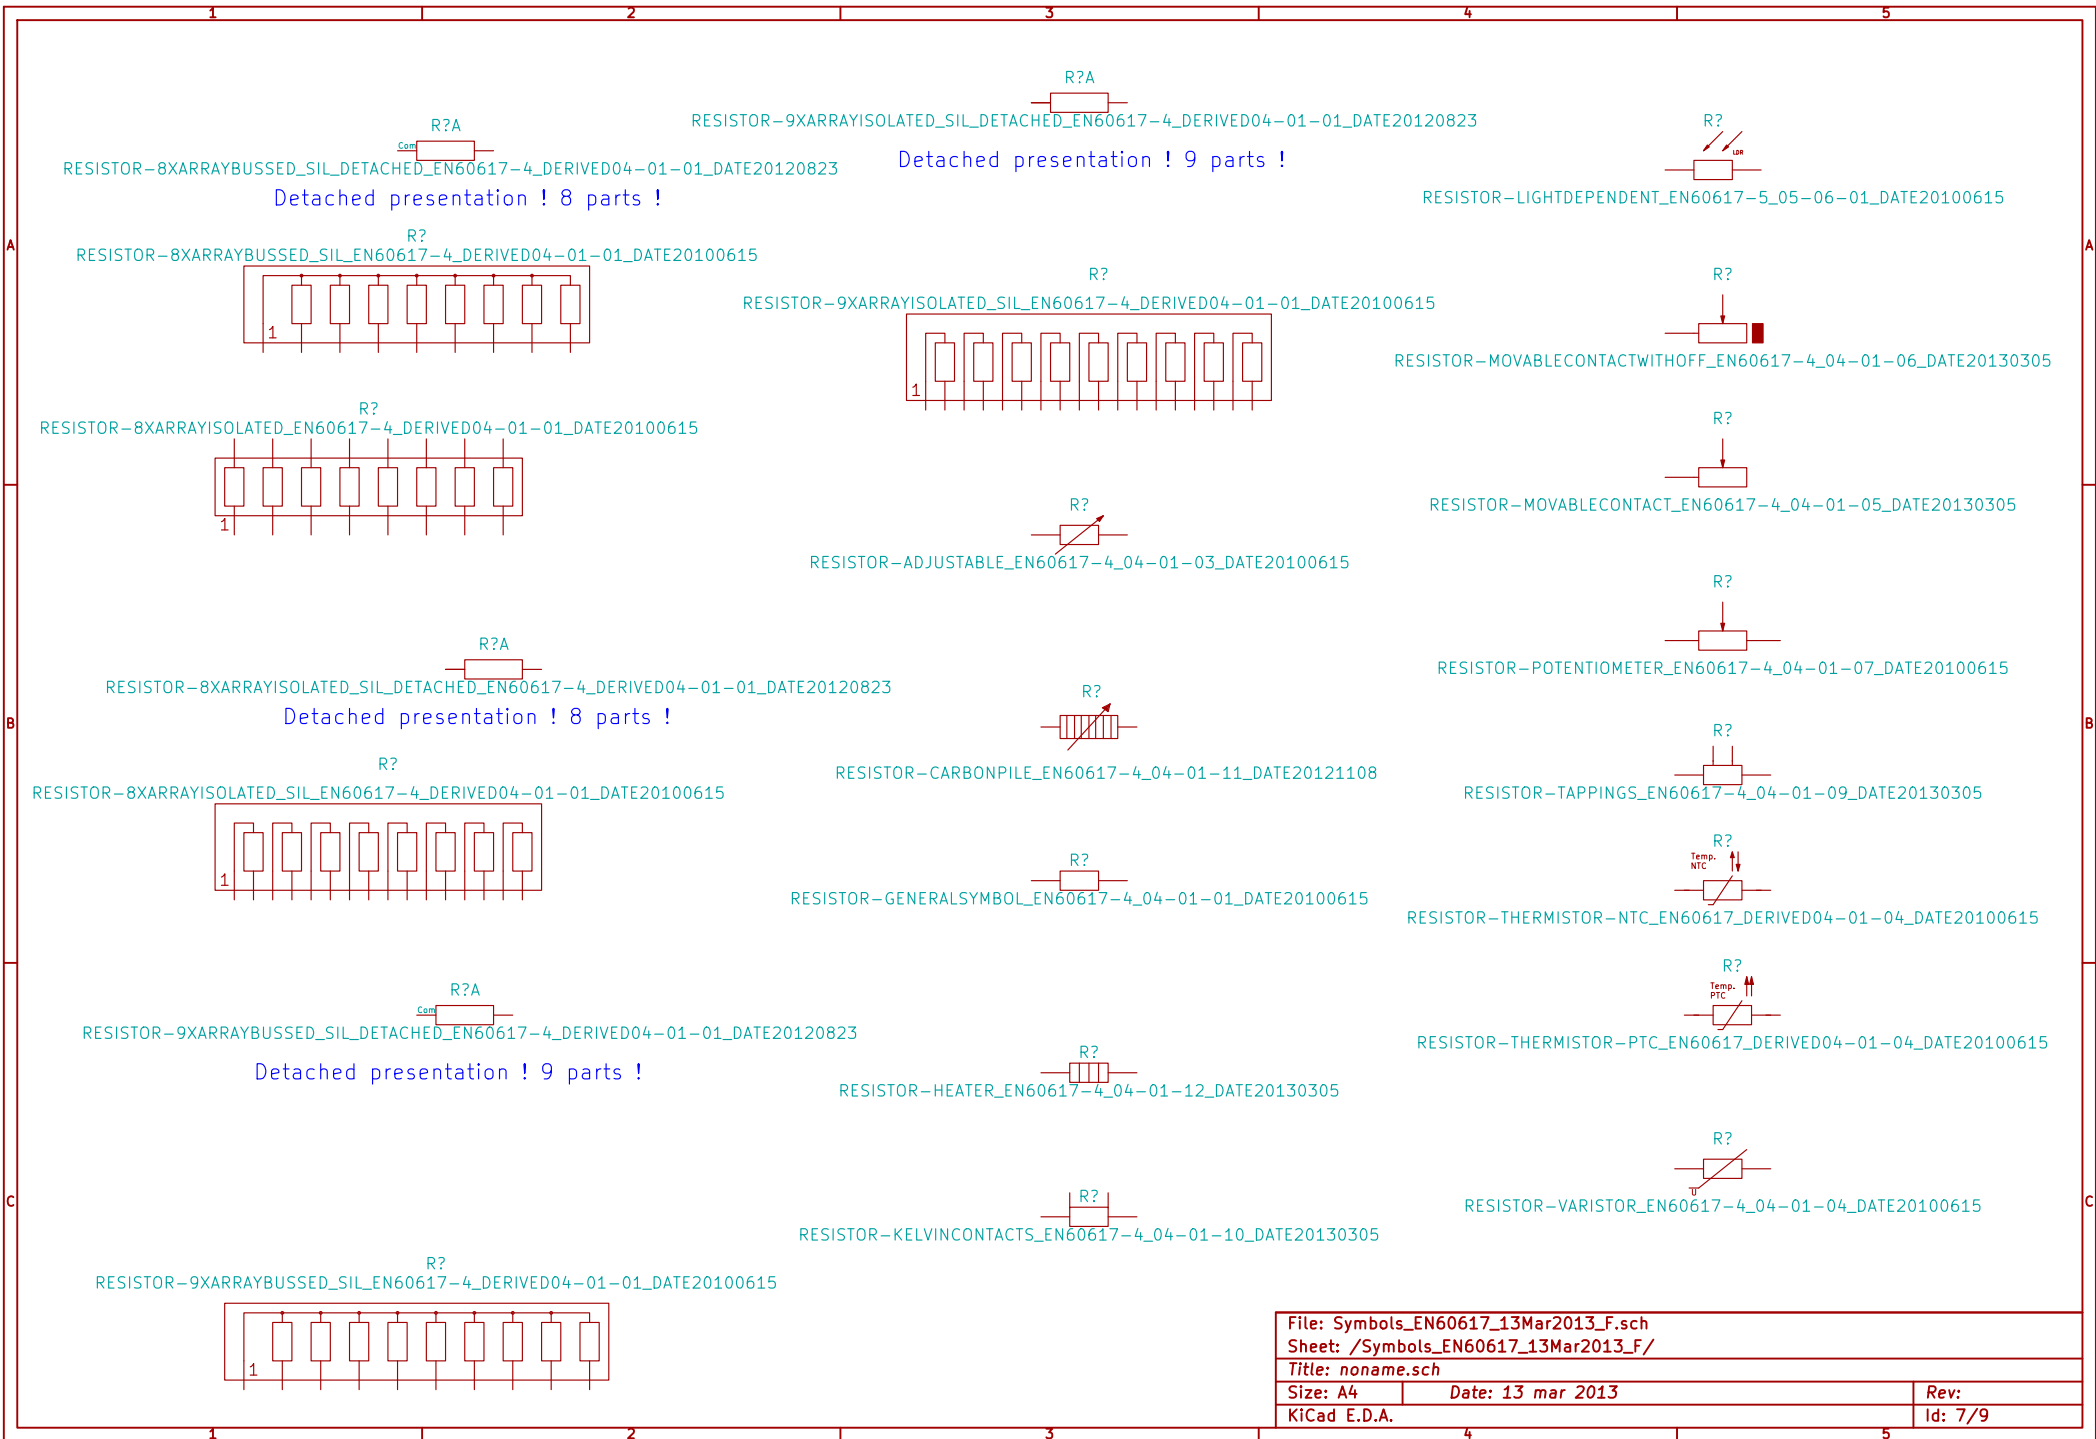 1 2 3 4 5
R?A
Com
RESISTOR-8XARRAYBUSSED_SIL_DETACHED_EN60617-4_DERIVED04-01-01_DATE20120823
Detached presentation ! 8 parts !
R?
RESISTOR-8XARRAYBUSSED_SIL_EN60617-4_DERIVED04-01-01_DATE20100615
1
R?
RESISTOR-8XARRAYISOLATED_EN60617-4_DERIVED04-01-01_DATE20100615
1
R?A
RESISTOR-8XARRAYISOLATED_SIL_DETACHED_EN60617-4_DERIVED04-01-01_DATE20120823
Detached presentation ! 8 parts !
R?
RESISTOR-8XARRAYISOLATED_SIL_EN60617-4_DERIVED04-01-01_DATE20100615
1
R?A
Com
RESISTOR-9XARRAYBUSSED_SIL_DETACHED_EN60617-4_DERIVED04-01-01_DATE20120823
Detached presentation ! 9 parts !
R?
RESISTOR-9XARRAYBUSSED_SIL_EN60617-4_DERIVED04-01-01_DATE20100615
1
R?A
RESISTOR-9XARRAYISOLATED_SIL_DETACHED_EN60617-4_DERIVED04-01-01_DATE20120823
Detached presentation ! 9 parts !
R?
RESISTOR-9XARRAYISOLATED_SIL_EN60617-4_DERIVED04-01-01_DATE20100615
1
R?
RESISTOR-ADJUSTABLE_EN60617-4_04-01-03_DATE20100615
R?
RESISTOR-CARBONPILE_EN60617-4_04-01-11_DATE20121108
R?
RESISTOR-GENERALSYMBOL_EN60617-4_04-01-01_DATE20100615
R?
RESISTOR-HEATER_EN60617-4_04-01-12_DATE20130305
R?
RESISTOR-KELVINCONTACTS_EN60617-4_04-01-10_DATE20130305
R?
LDR
RESISTOR-LIGHTDEPENDENT_EN60617-5_05-06-01_DATE20100615
R?
RESISTOR-MOVABLECONTACTWITHOFF_EN60617-4_04-01-06_DATE20130305
R?
RESISTOR-MOVABLECONTACT_EN60617-4_04-01-05_DATE20130305
R?
RESISTOR-POTENTIOMETER_EN60617-4_04-01-07_DATE20100615
R?
RESISTOR-TAPPINGS_EN60617-4_04-01-09_DATE20130305
R?
Temp.
NTC
RESISTOR-THERMISTOR-NTC_EN60617_DERIVED04-01-04_DATE20100615
R?
Temp.
PTC
RESISTOR-THERMISTOR-PTC_EN60617_DERIVED04-01-04_DATE20100615
R?
U
RESISTOR-VARISTOR_EN60617-4_04-01-04_DATE20100615
A A
B B
C C
File: Symbols_EN60617_13Mar2013_F.sch
Sheet: /Symbols_EN60617_13Mar2013_F/
Title: noname.sch
Size: A4 Date: 13 mar 2013 Rev:
KiCad E.D.A. Id: 7/9
1 2 3 4 5